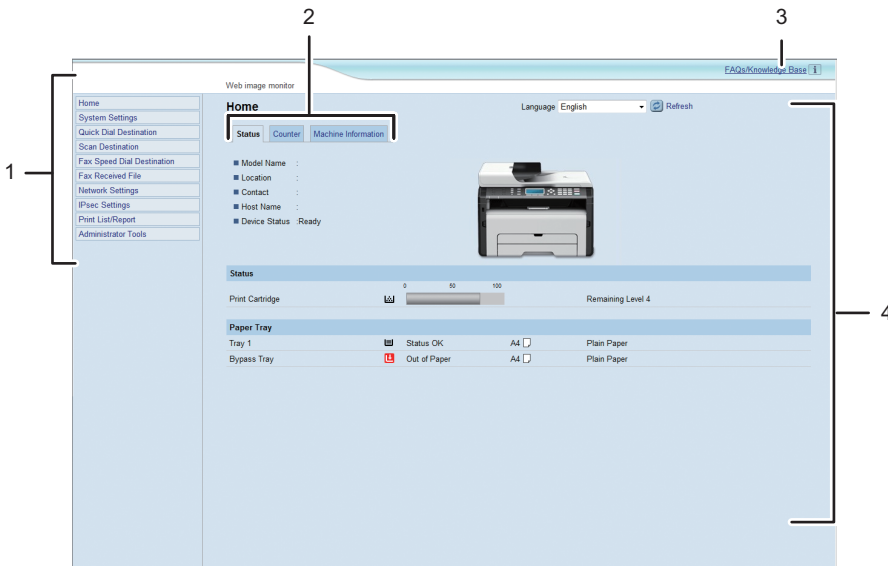 2
3
FAQs/Knowledge Base
Web image monitor
1
Home
System Settings
Quick Dial Destination
Scan Destination
Fax Speed Dial Destination
Fax Received File
Network Settings
IPsec Settings
Print List/Report
Administrator Tools
Home
Language English Refresh
Status Counter Machine Information
Model Name :
Location :
Contact :
Host Name :
Device Status :Ready
Status
0 50 100
Print Cartridge Remaining Level 4
Paper Tray
Tray 1 Status OK A4 Plain Paper
Bypass Tray Out of Paper A4 Plain Paper
4